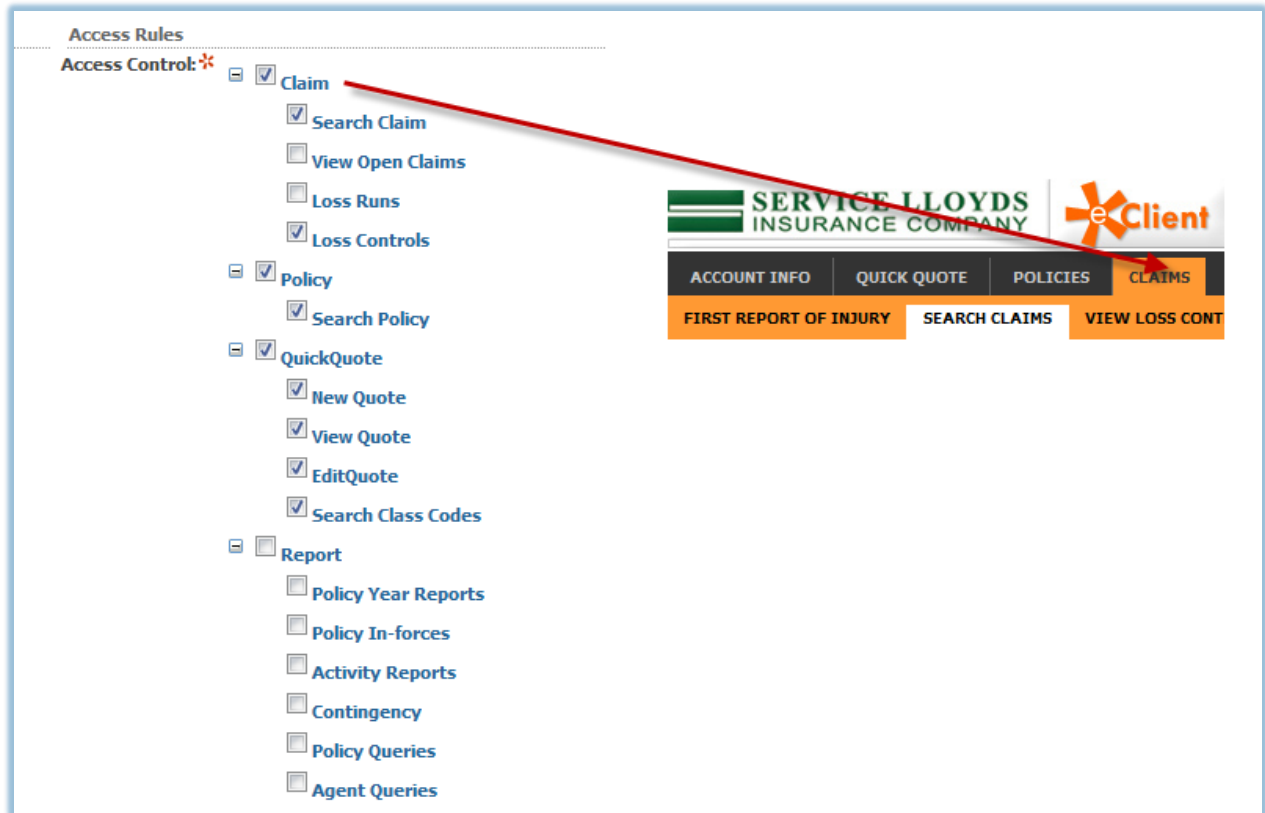 Access Rules
Access Control:*
Claim
Search Claim
View Open Claims
Loss Runs
Loss Controls
Policy
Search Policy
QuickQuote
New Quote
View Quote
EditQuote
Search Class Codes
Report
Policy Year Reports
Policy In-forces
Activity Reports
Contingency
Policy Queries
Agent Queries
SERVICE LLOYDS
INSURANCE COMPANY
eClient
ACCOUNT INFO QUICK QUOTE POLICIES CLAIMS
FIRST REPORT OF INJURY SEARCH CLAIMS VIEW LOSS CONT